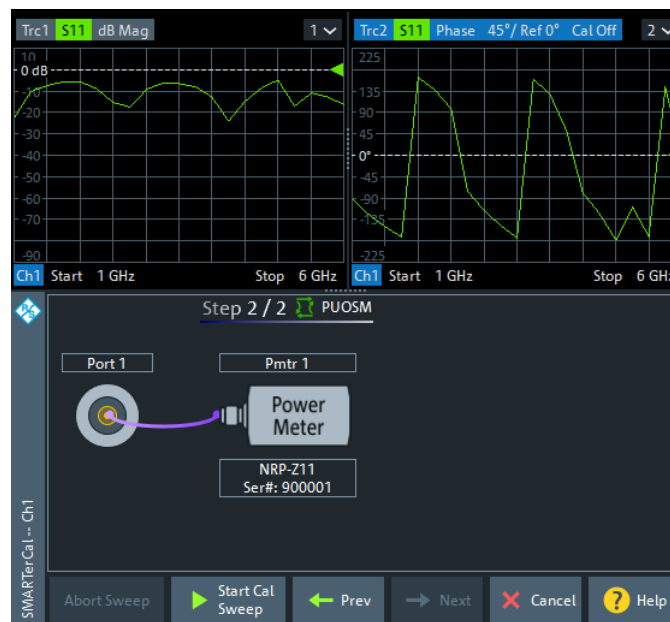 Trc1 S11 dB Mag 1
Trc2 S11 Phase 45°/ Ref 0° Cal Off 2
10
0 dB
-10
-20
-30
-40
-50
-60
-70
-90
225
135
90
45
0°
-45
-90
-135
-225
Ch1 Start 1 GHz Stop 6 GHz
Ch1 Start 1 GHz Stop 6 GHz
Step 2 / 2 PUOSM
Port 1
Pmtr 1
Power
Meter
NRP-Z11
Ser#: 900001
SMARTerCal -- Ch1
Abort Sweep
Start Cal
Sweep
Prev
Next
Cancel
? Help